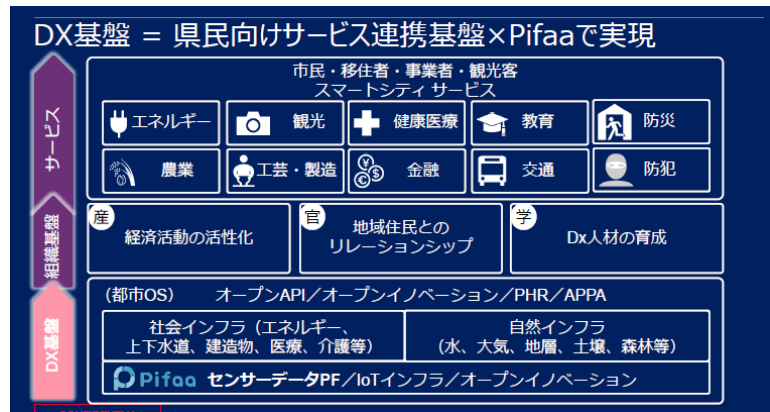 DX基盤 = 県民向けサービス連携基盤×Pifaaで実現
サービス
市民・移住者・事業者・観光客
スマートシティ サービス
エネルギー
観光
健康医療
教育
防災
農業
工芸・製造
金融
交通
防犯
組織基盤
産
経済活動の活性化
官
地域住民との
リレーションシップ
学
Dx人材の育成
DX基盤
(都市OS) オープンAPI／オープンイノベーション／PHR／APPA
社会インフラ（エネルギー、
上下水道、建造物、医療、介護等）
自然インフラ
（水、大気、地層、土壌、森林等）
Pifaa センサーデータPF／IoTインフラ／オープンイノベーション